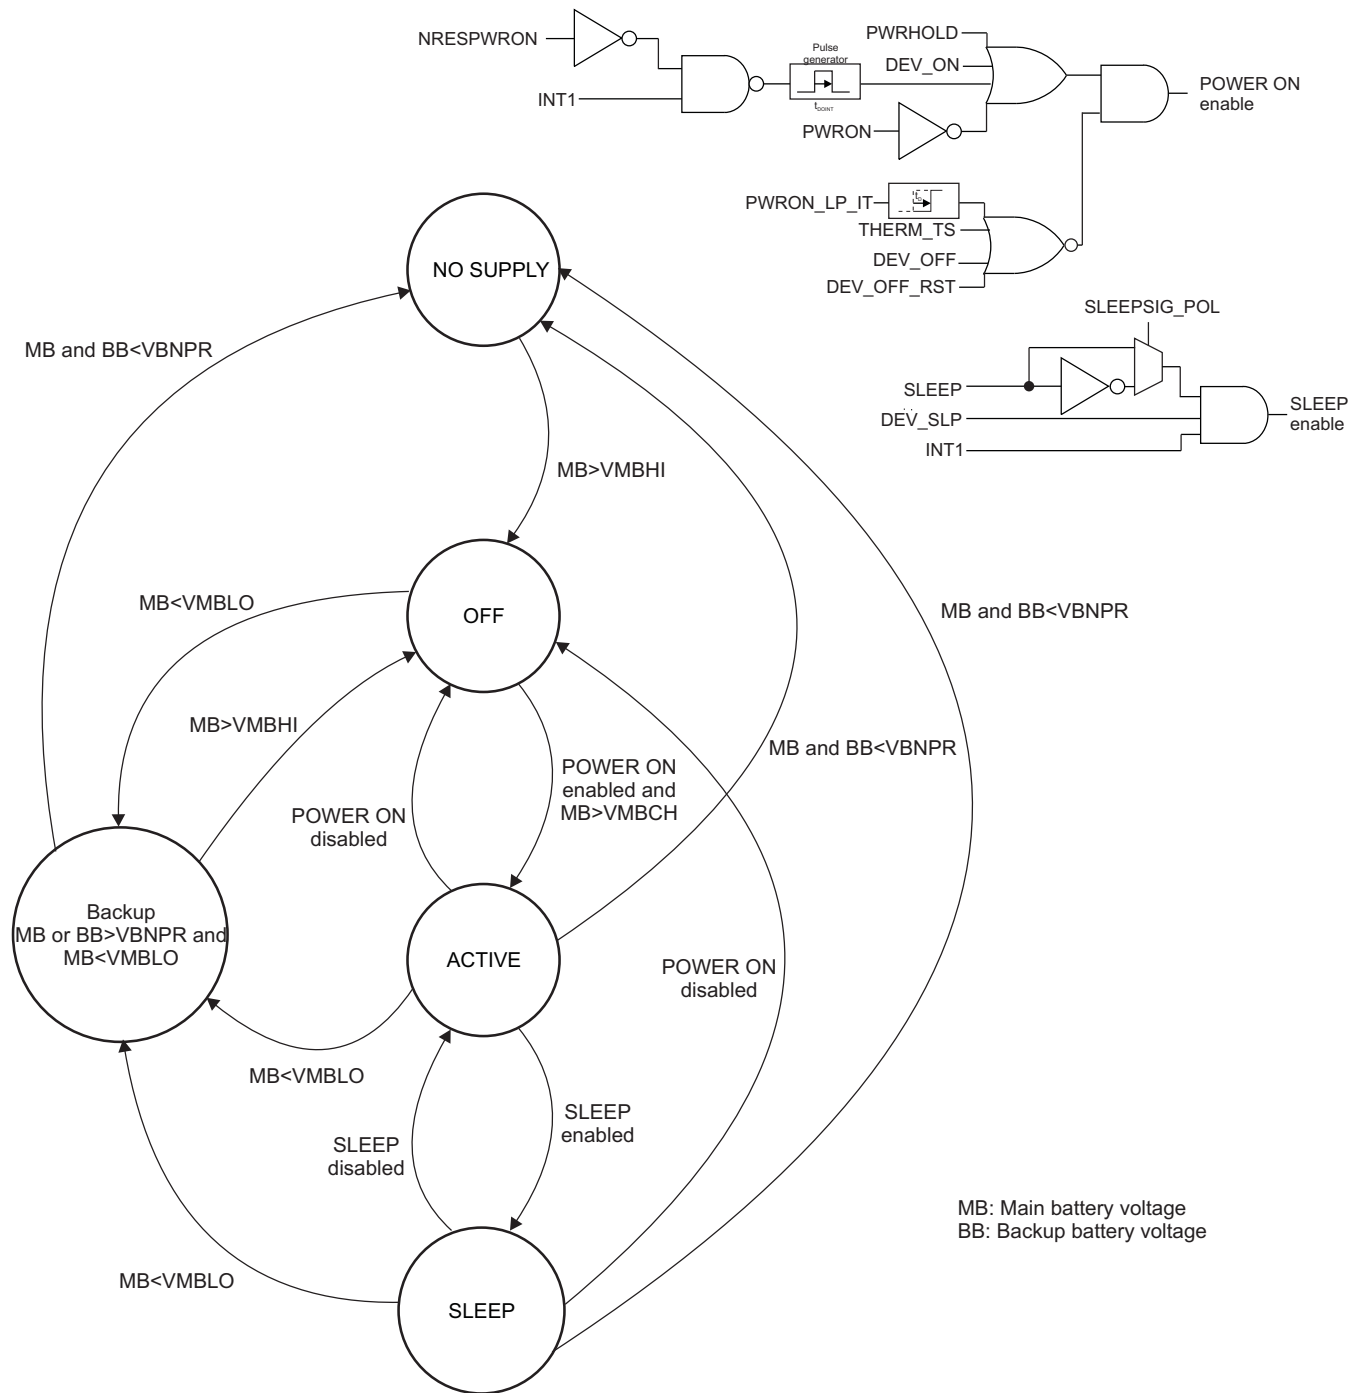 NRESPWRON
INT1
Pulse
generator
tDOINT
PWRHOLD
DEV_ON
PWRON
POWER ON
enable
PWRON_LP_IT
THERM_TS
DEV_OFF
DEV_OFF_RST
SLEEPSIG_POL
SLEEP
DEV_SLP
INT1
SLEEP
enable
NO SUPPLY
MB and BB<VBNPR
MB>VMBHI
MB<VMBLO
OFF
MB and BB<VBNPR
MB>VMBHI
MB and BB<VBNPR
POWER ON
enabled and
MB>VMBCH
POWER ON
disabled
Backup
MB or BB>VBNPR and
MB<VMBLO
ACTIVE
POWER ON
disabled
MB<VMBLO
SLEEP
enabled
SLEEP
disabled
MB<VMBLO
SLEEP
MB: Main battery voltage
BB: Backup battery voltage